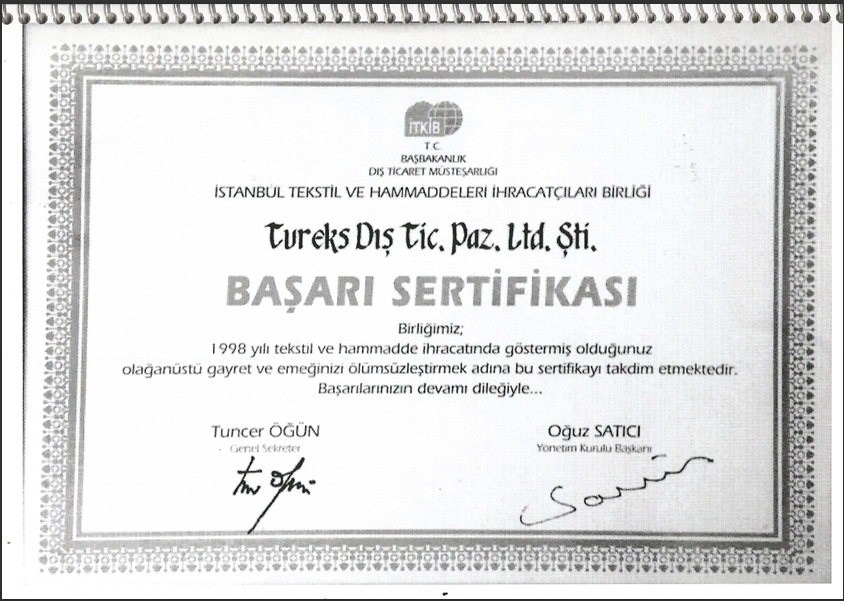 İTKİB
T.C.
BAŞBAKANLIK
DIŞ TİCARET MÜSTEŞARLIĞI
İSTANBUL TEKSTİL VE HAMMADDELERİ İHRACATÇILARI BİRLİĞİ
Tureks Dış Tic. Paz. Ltd. Şti.
BAŞARI SERTİFİKASI
Birliğimiz;
1998 yılı tekstil ve hammadde ihracatında göstermiş olduğunuz
olağanüstü gayret ve emeğinizi ölümsüzleştirmek adına bu sertifikayı takdim etmektedir.
Başarılarınızın devamı dileğiyle...
Tuncer ÖĞÜN
Genel Sekreter
Oğuz SATICI
Yönetim Kurulu Başkanı